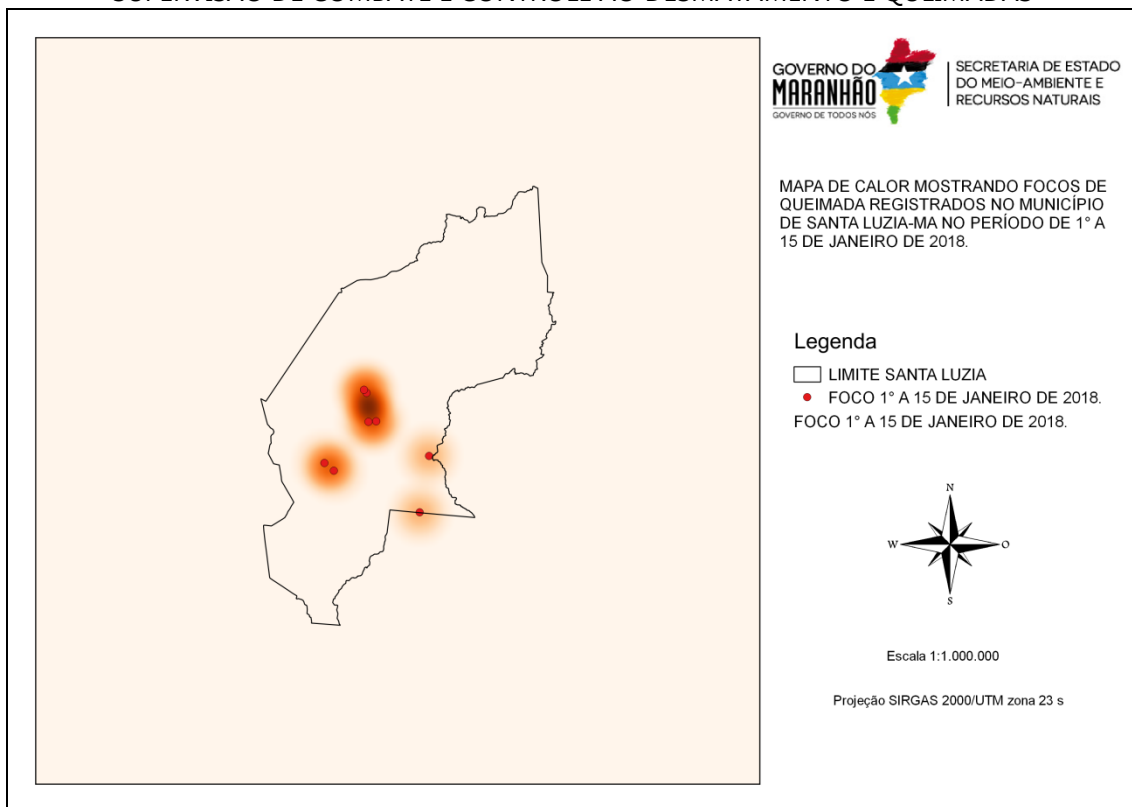 GOVERNO DO
MARANHÃO
GOVERNO DE TODOS NÓS
SECRETARIA DE ESTADO
DO MEIO-AMBIENTE E
RECURSOS NATURAIS
MAPA DE CALOR MOSTRANDO FOCOS DE
QUEIMADA REGISTRADOS NO MUNICÍPIO
DE SANTA LUZIA-MA NO PERÍODO DE 1° A
15 DE JANEIRO DE 2018.
Legenda
LIMITE SANTA LUZIA
FOCO 1° A 15 DE JANEIRO DE 2018.
FOCO 1° A 15 DE JANEIRO DE 2018.
N
W
O
S
Escala 1:1.000.000
Projeção SIRGAS 2000/UTM zona 23 s